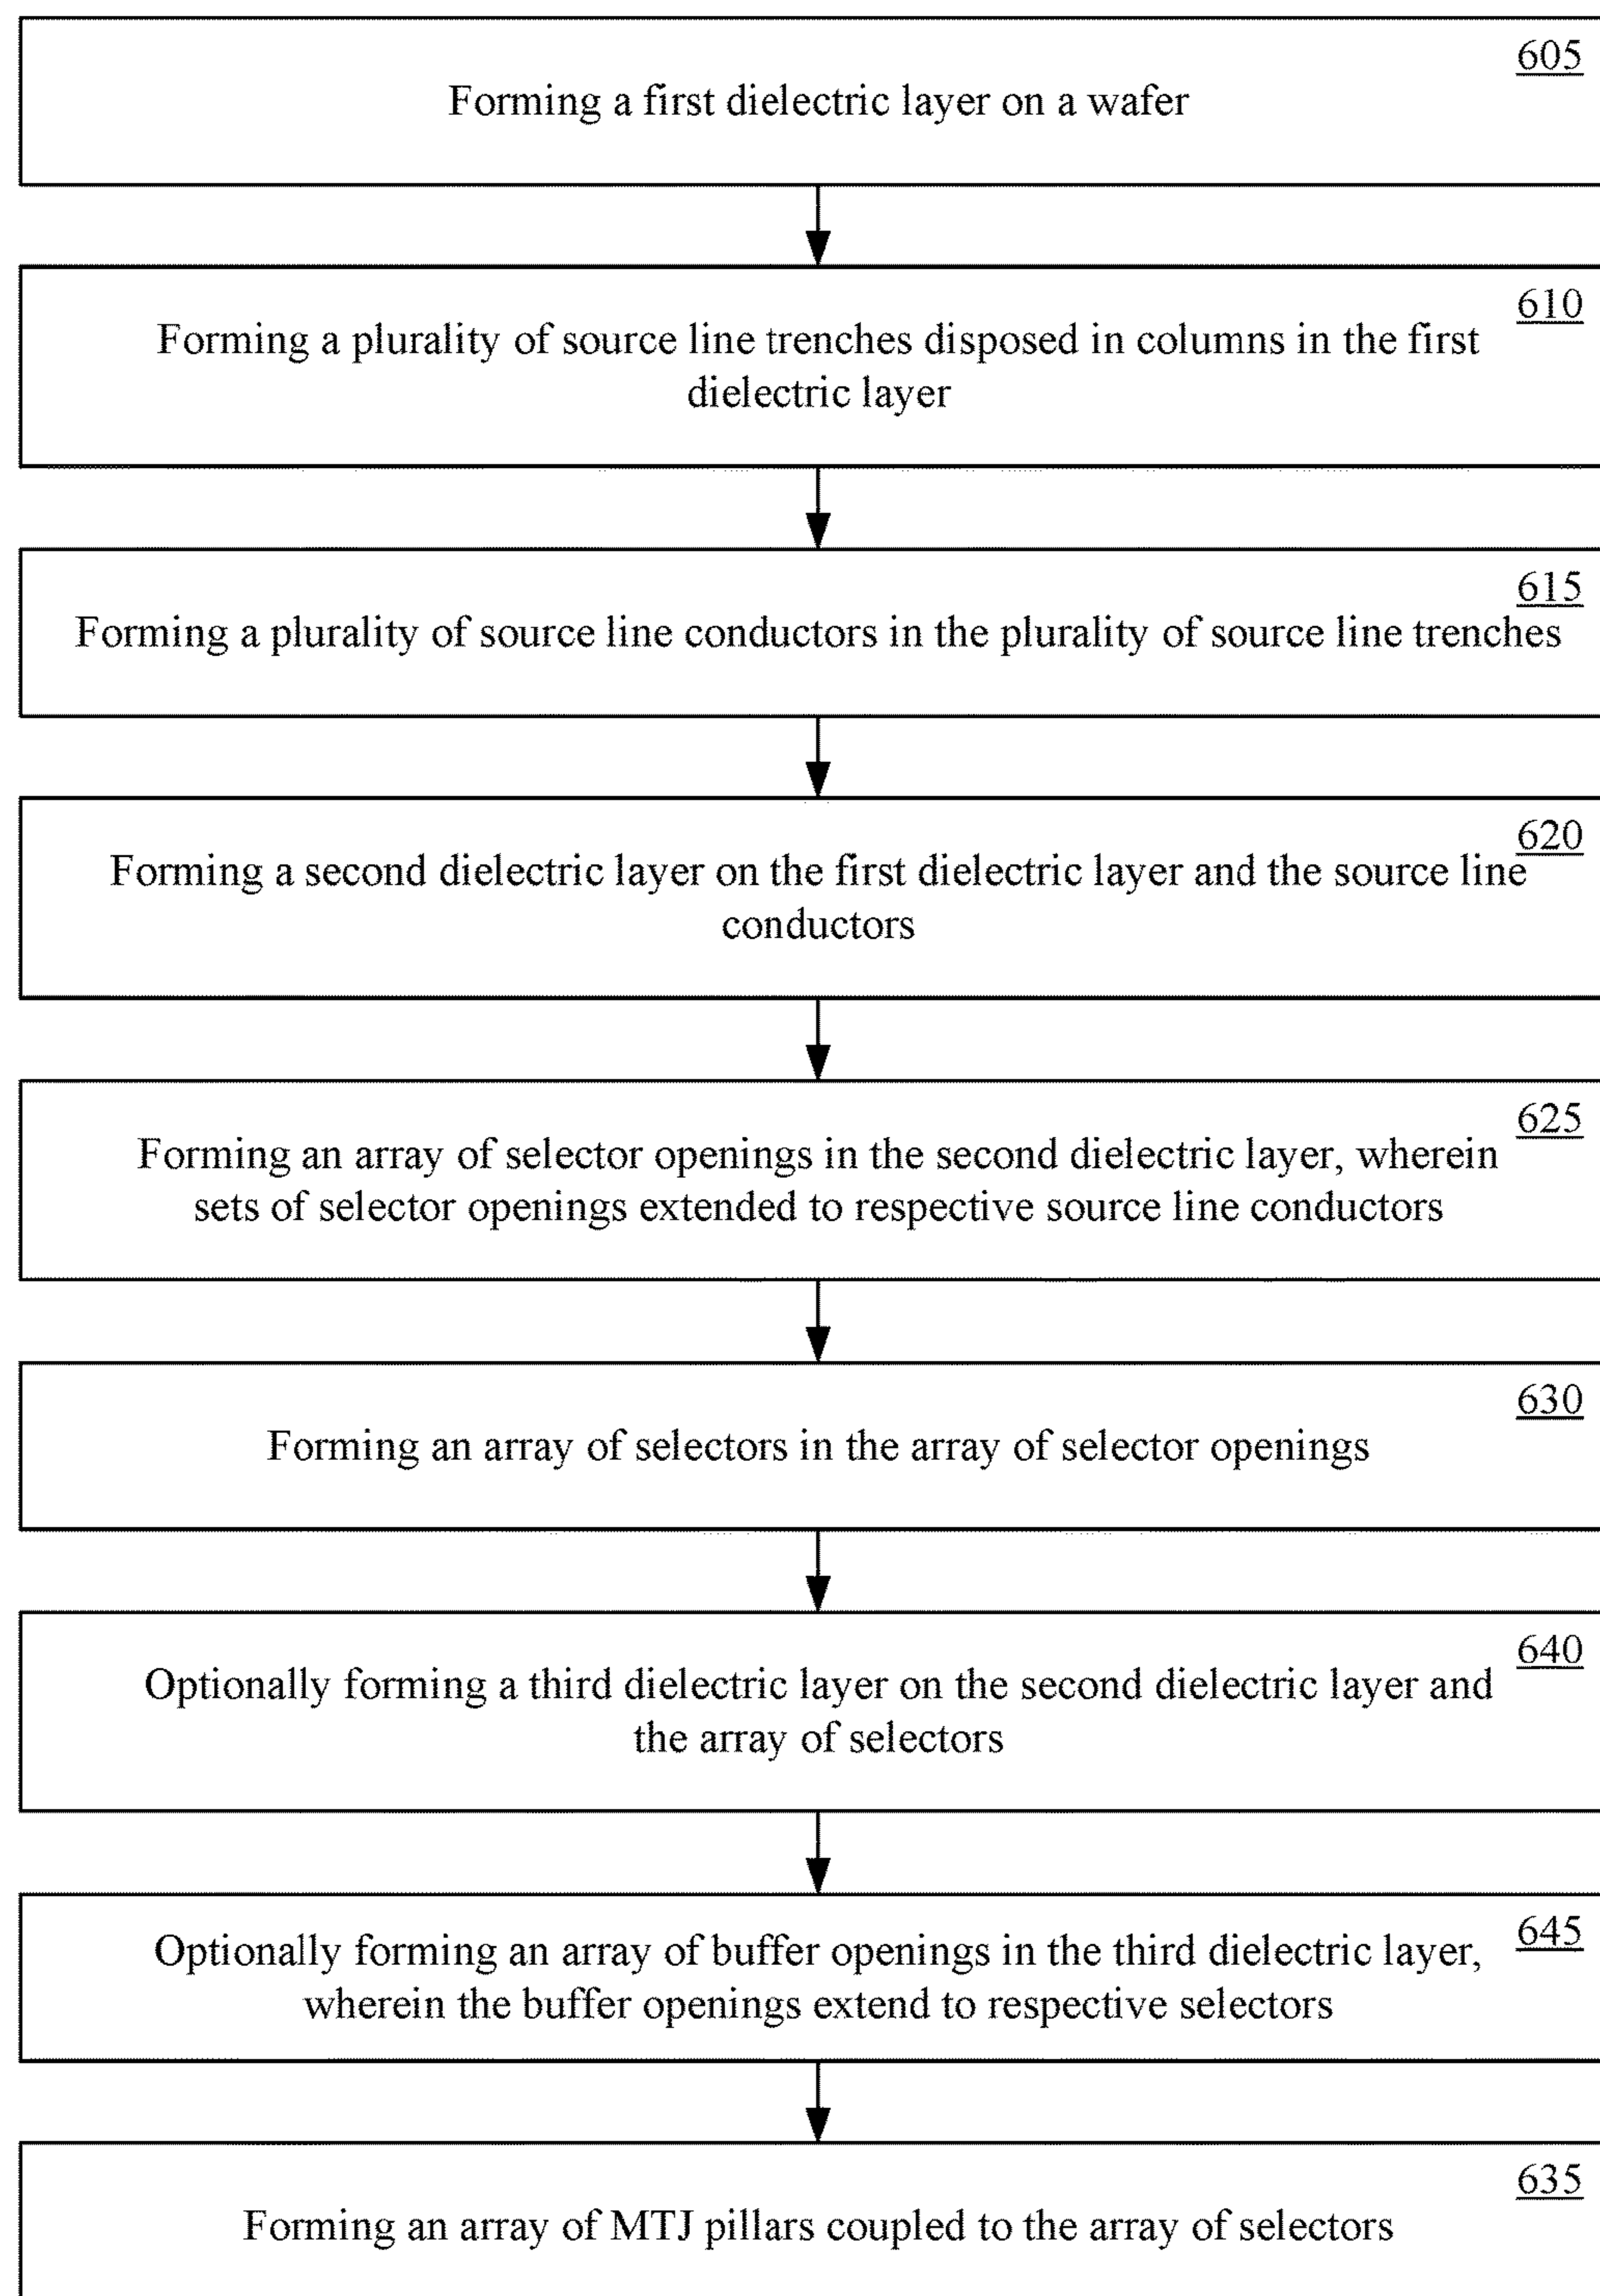 605
Forming a first dielectric layer on a wafer
610
Forming a plurality of source line trenches disposed in columns in the first
dielectric layer
615
Forming a plurality of source line conductors in the plurality of source line trenches
620
Forming a second dielectric layer on the first dielectric layer and the source line
conductors
625
Forming an array of selector openings in the second dielectric layer, wherein
sets of selector openings extended to respective source line conductors
630
Forming an array of selectors in the array of selector openings
640
Optionally forming a third dielectric layer on the second dielectric layer and
the array of selectors
645
Optionally forming an array of buffer openings in the third dielectric layer,
wherein the buffer openings extend to respective selectors
635
Forming an array of MTJ pillars coupled to the array of selectors